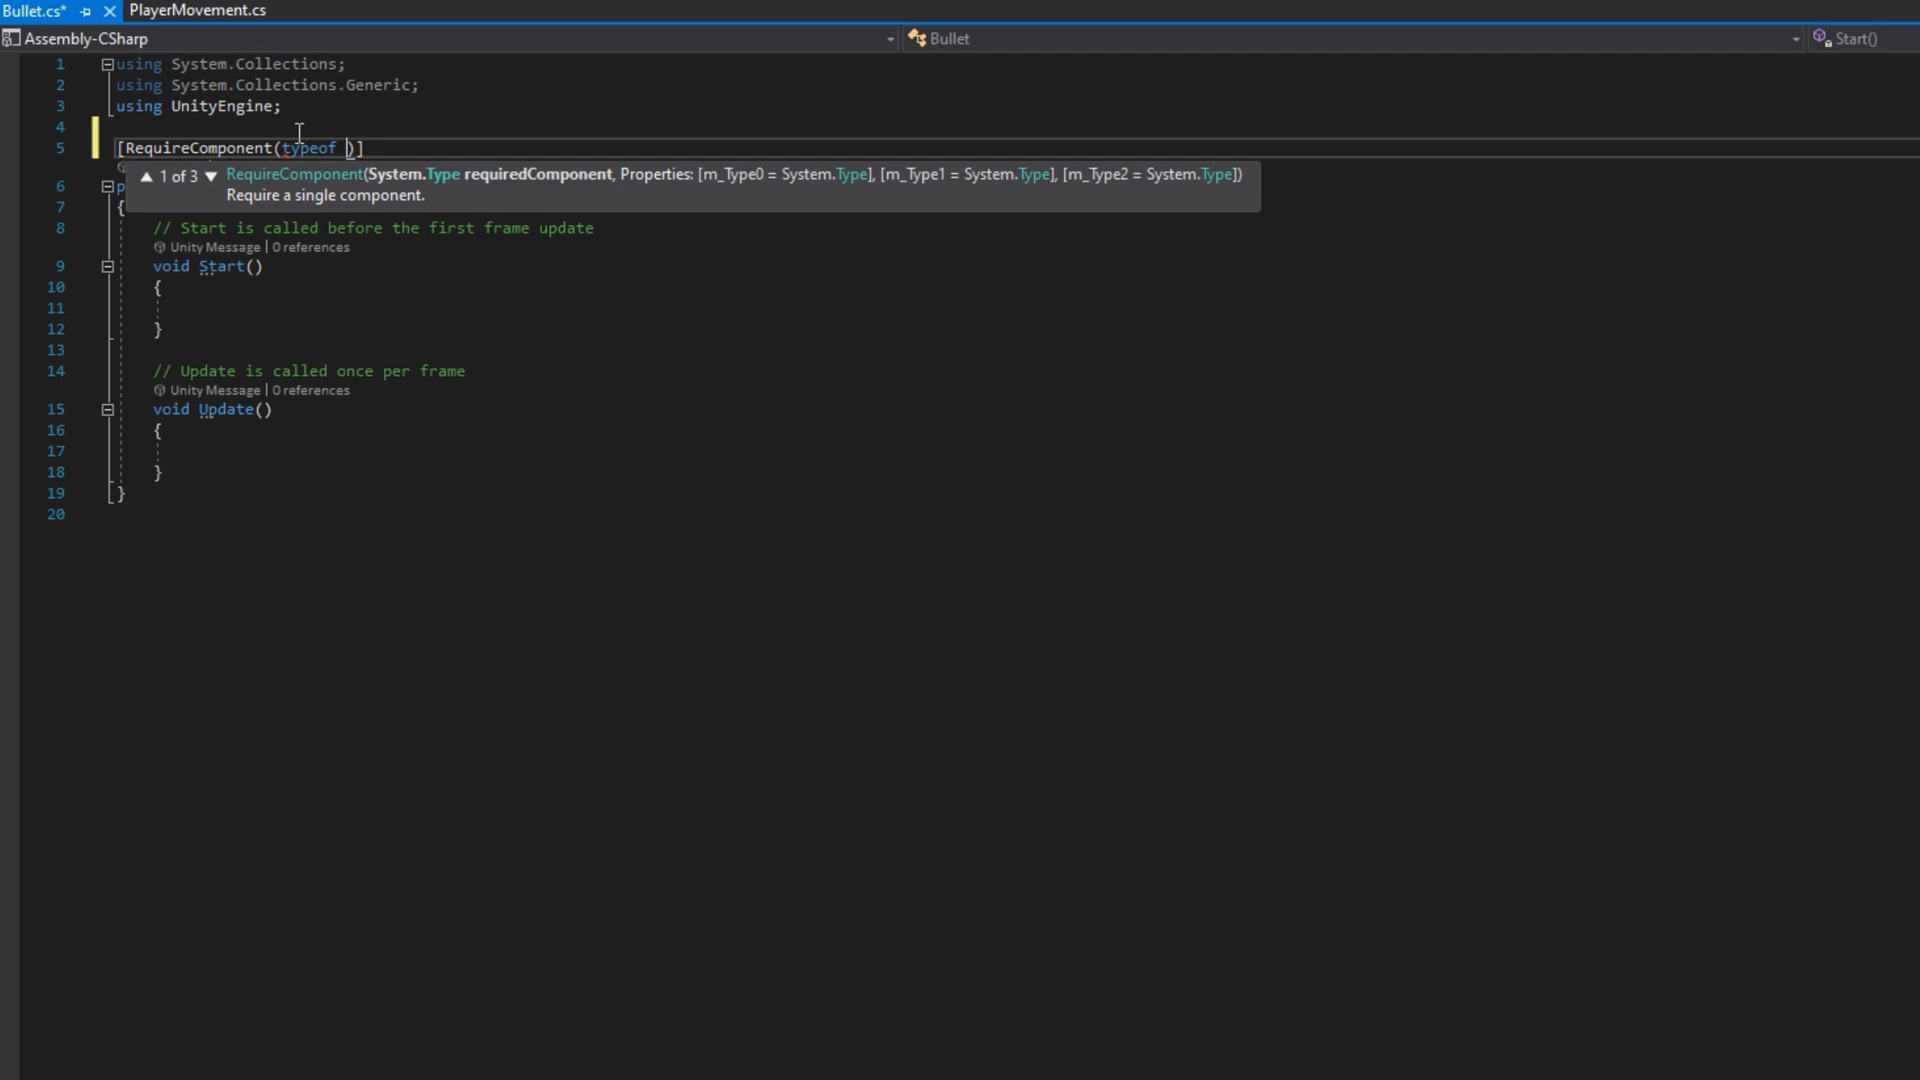 Bullet.cs* PlayerMovement.cs
Assembly-CSharp Bullet Start()
1 using System.Collections;
2 using System.Collections.Generic;
3 using UnityEngine;
4
5 [RequireComponent(typeof )]
1 of 3 RequireComponent(System.Type requiredComponent, Properties: [m_Type0 = System.Type], [m_Type1 = System.Type], [m_Type2 = System.Type])
Require a single component.
6 p
7 {
8 // Start is called before the first frame update
Unity Message | 0 references
9 void Start()
10 {
11
12 }
13
14 // Update is called once per frame
Unity Message | 0 references
15 void Update()
16 {
17
18 }
19 }
20